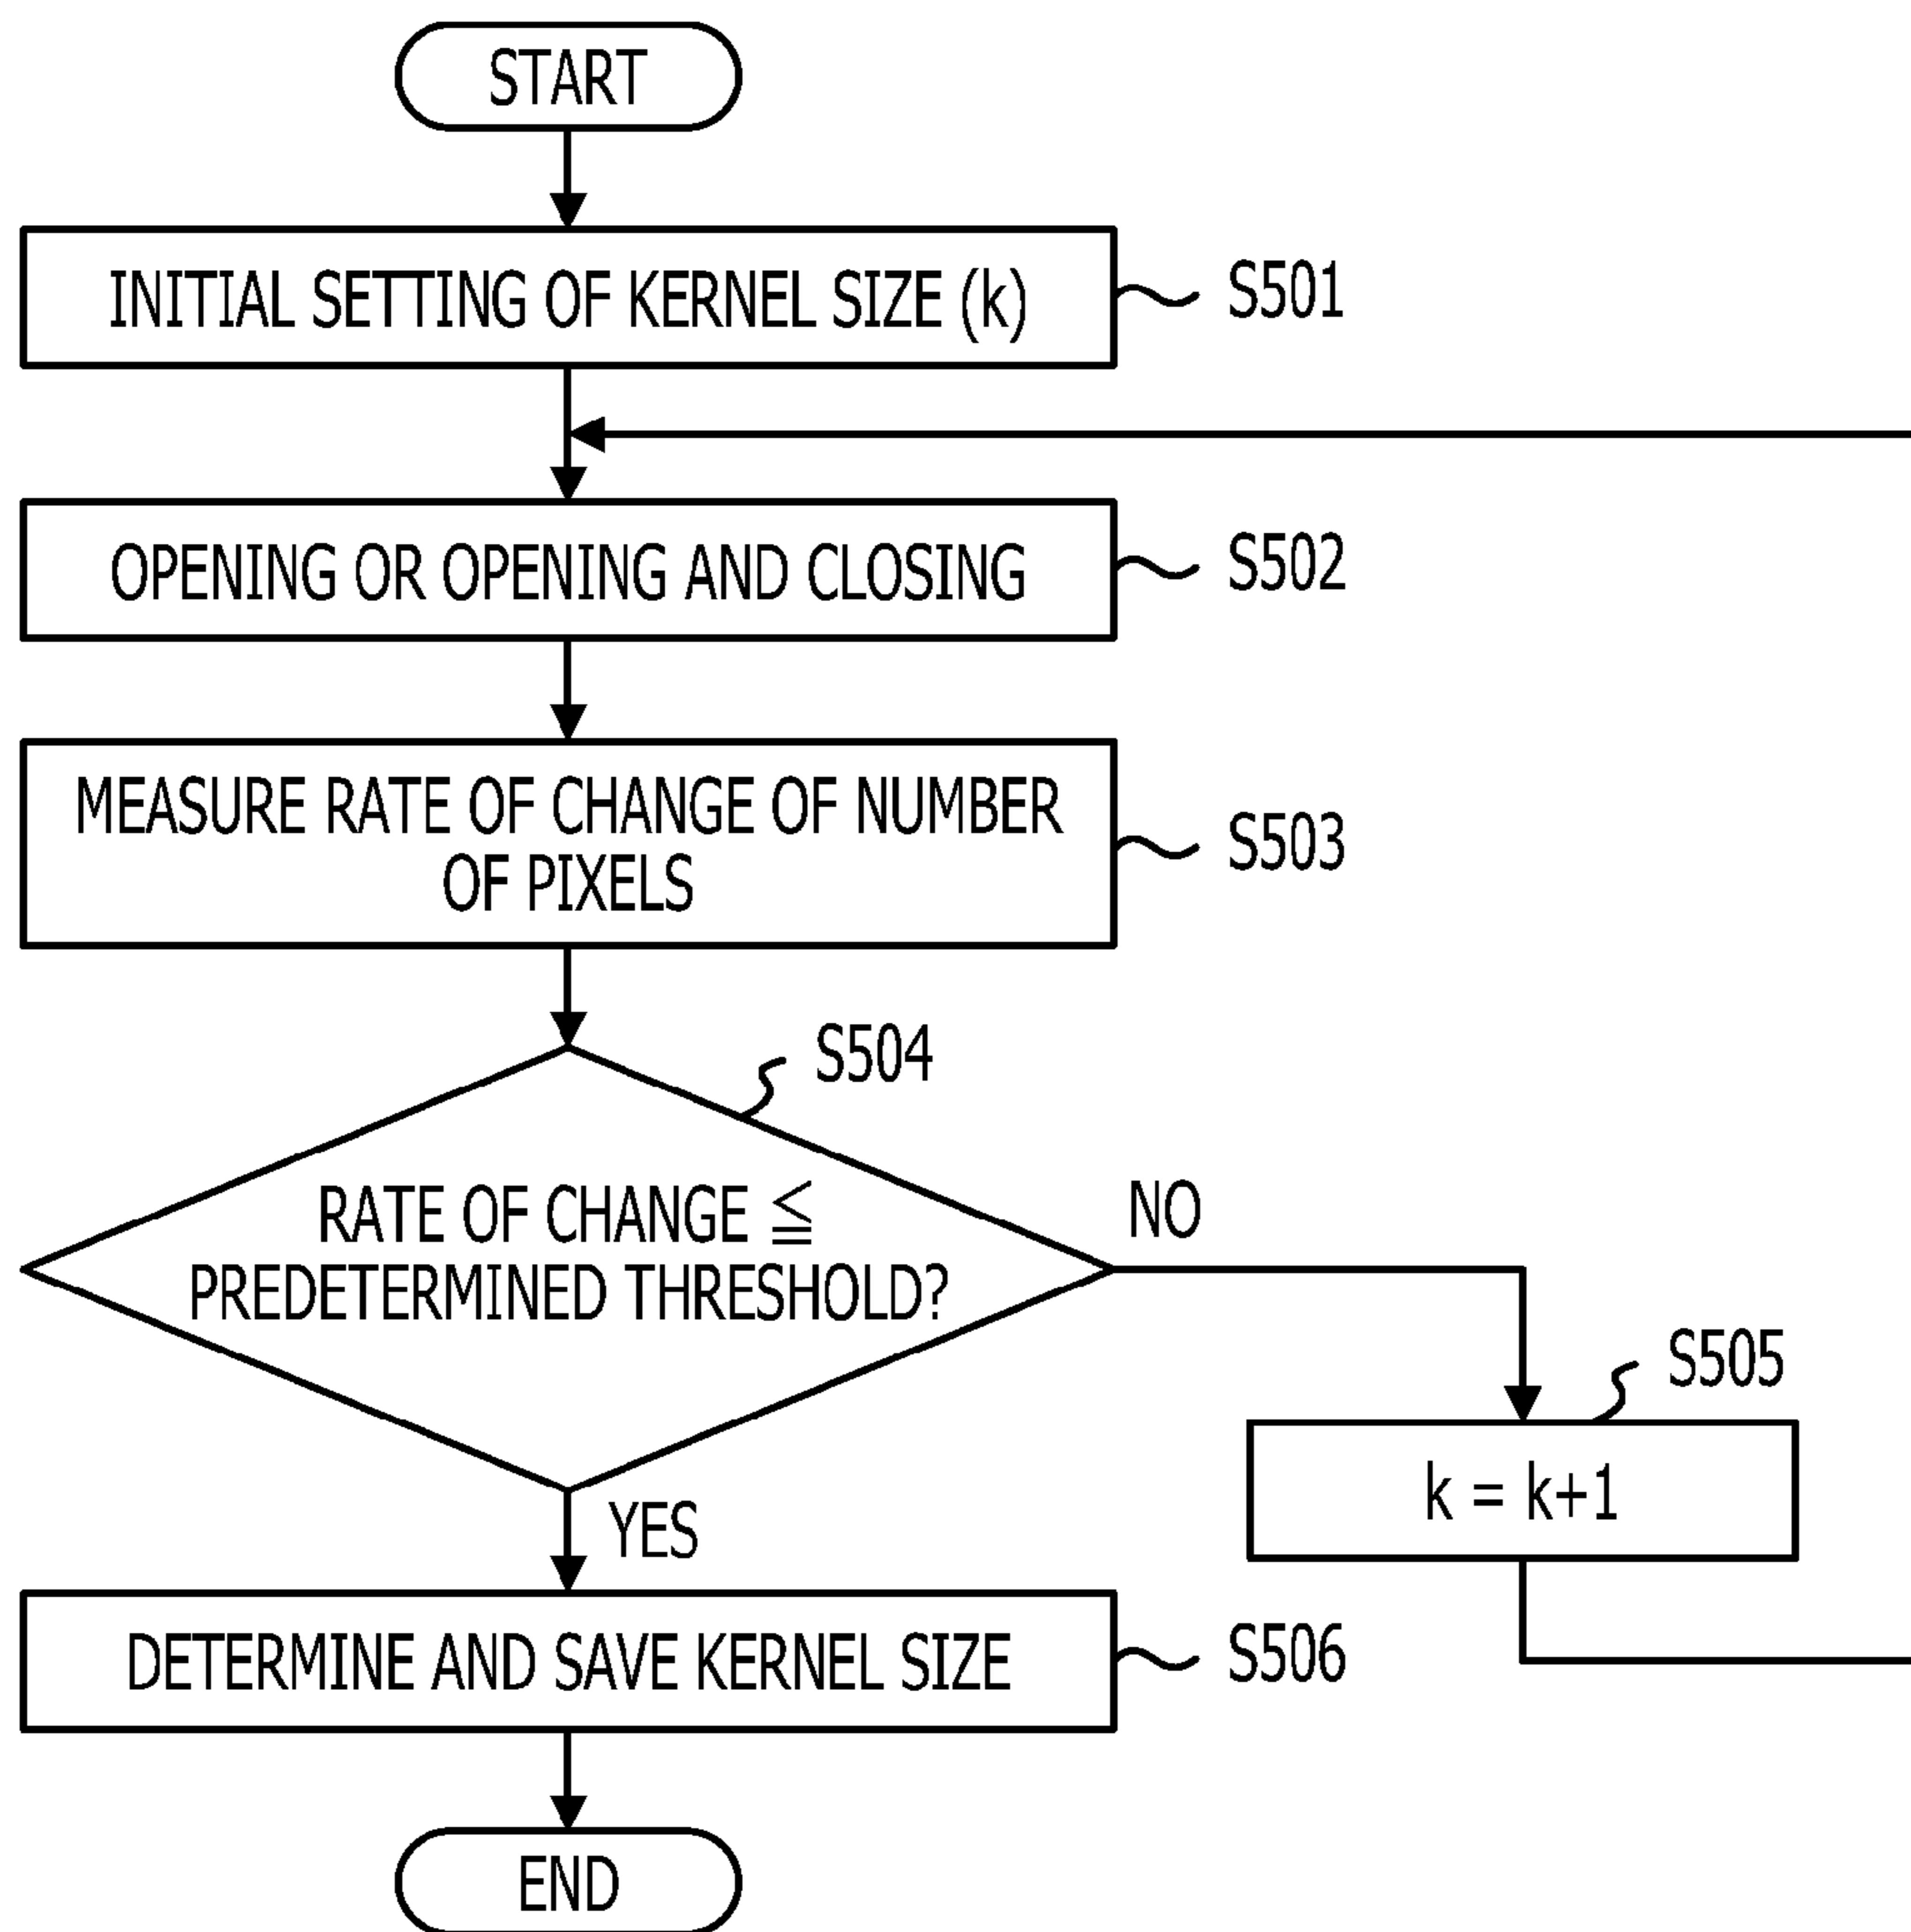 START
INITIAL SETTING OF KERNEL SIZE (k)
S501
OPENING OR OPENING AND CLOSING
S502
MEASURE RATE OF CHANGE OF NUMBER
OF PIXELS
S503
S504
RATE OF CHANGE ≦
PREDETERMINED THRESHOLD?
NO
S505
k = k+1
YES
DETERMINE AND SAVE KERNEL SIZE
S506
END